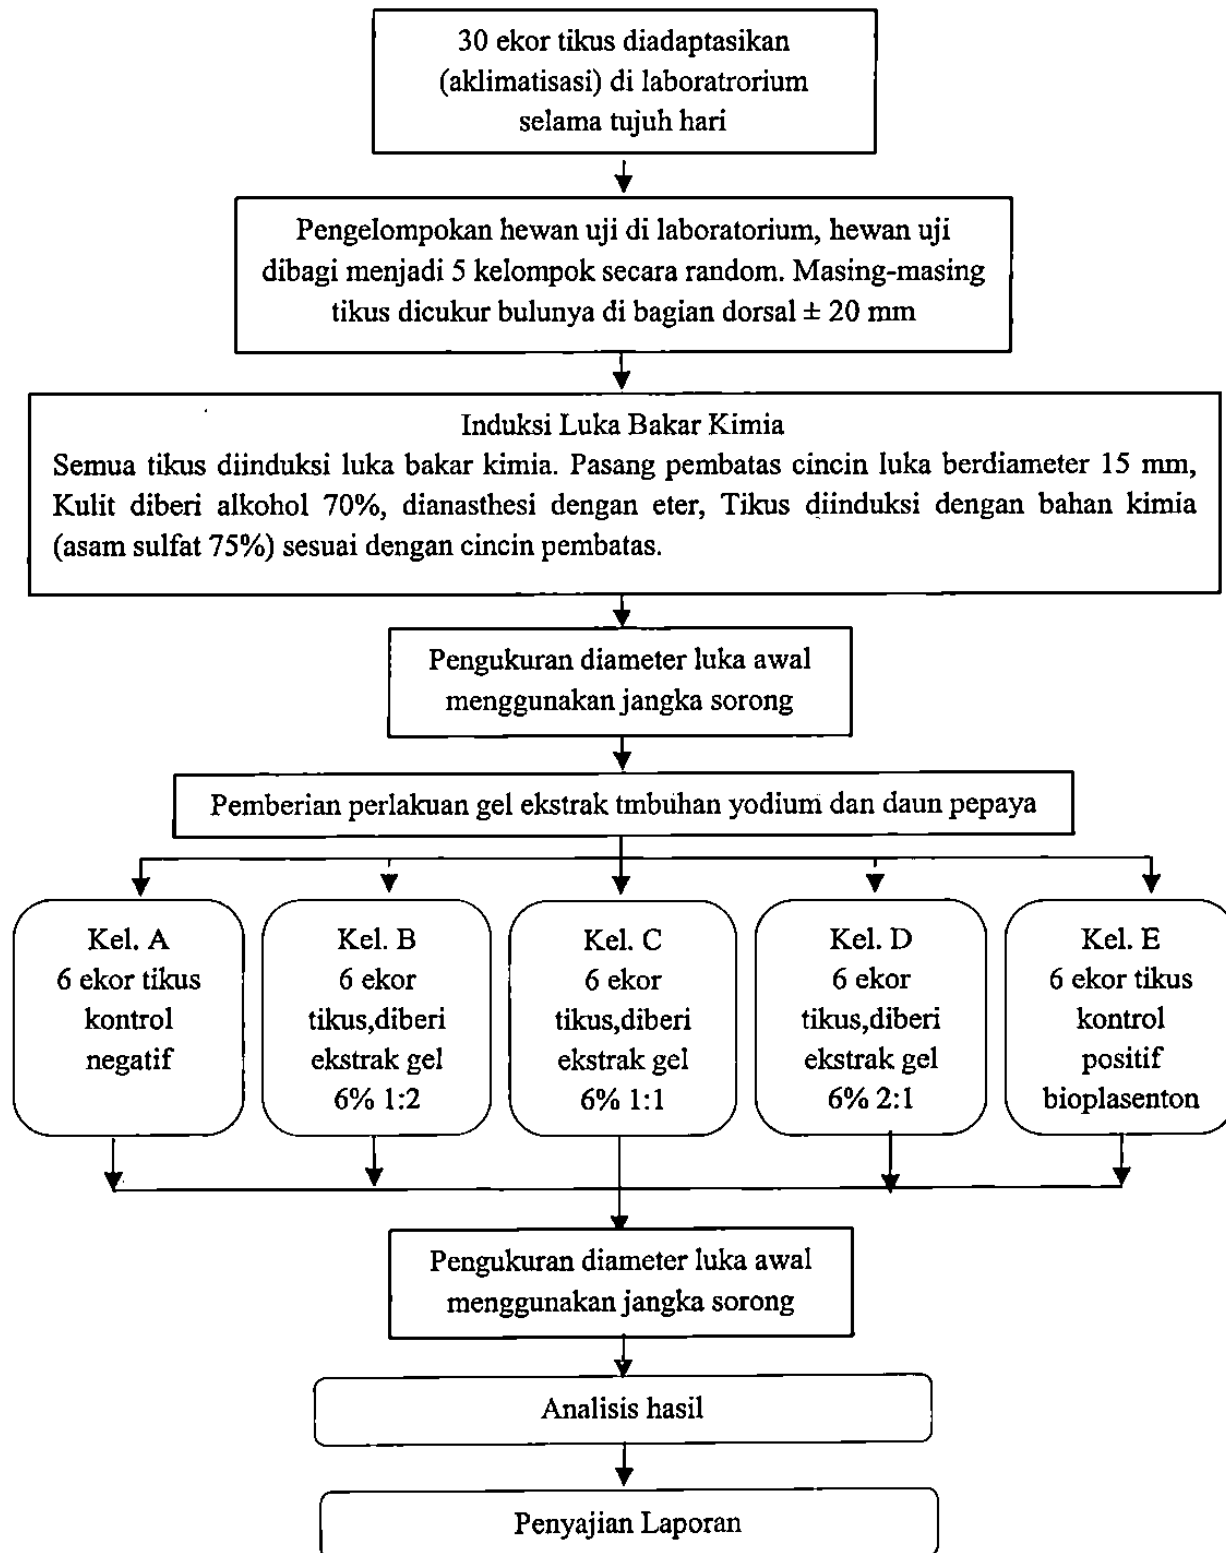 30 ekor tikus diadaptasikan
(aklimatisasi) di laboratrorium
selama tujuh hari
Pengelompokan hewan uji di laboratorium, hewan uji
dibagi menjadi 5 kelompok secara random. Masing-masing
tikus dicukur bulunya di bagian dorsal ± 20 mm
Induksi Luka Bakar Kimia
Semua tikus diinduksi luka bakar kimia. Pasang pembatas cincin luka berdiameter 15 mm,
Kulit diberi alkohol 70%, dianasthesi dengan eter, Tikus diinduksi dengan bahan kimia
(asam sulfat 75%) sesuai dengan cincin pembatas.
Pengukuran diameter luka awal
menggunakan jangka sorong
Pemberian perlakuan gel ekstrak tmbuhan yodium dan daun pepaya
Kel. A
6 ekor tikus
kontrol
negatif
Kel. B
6 ekor
tikus,diberi
ekstrak gel
6% 1:2
Kel. C
6 ekor
tikus,diberi
ekstrak gel
6% 1:1
Kel. D
6 ekor
tikus,diberi
ekstrak gel
6% 2:1
Kel. E
6 ekor tikus
kontrol
positif
bioplasenton
Pengukuran diameter luka awal
menggunakan jangka sorong
Analisis hasil
Penyajian Laporan